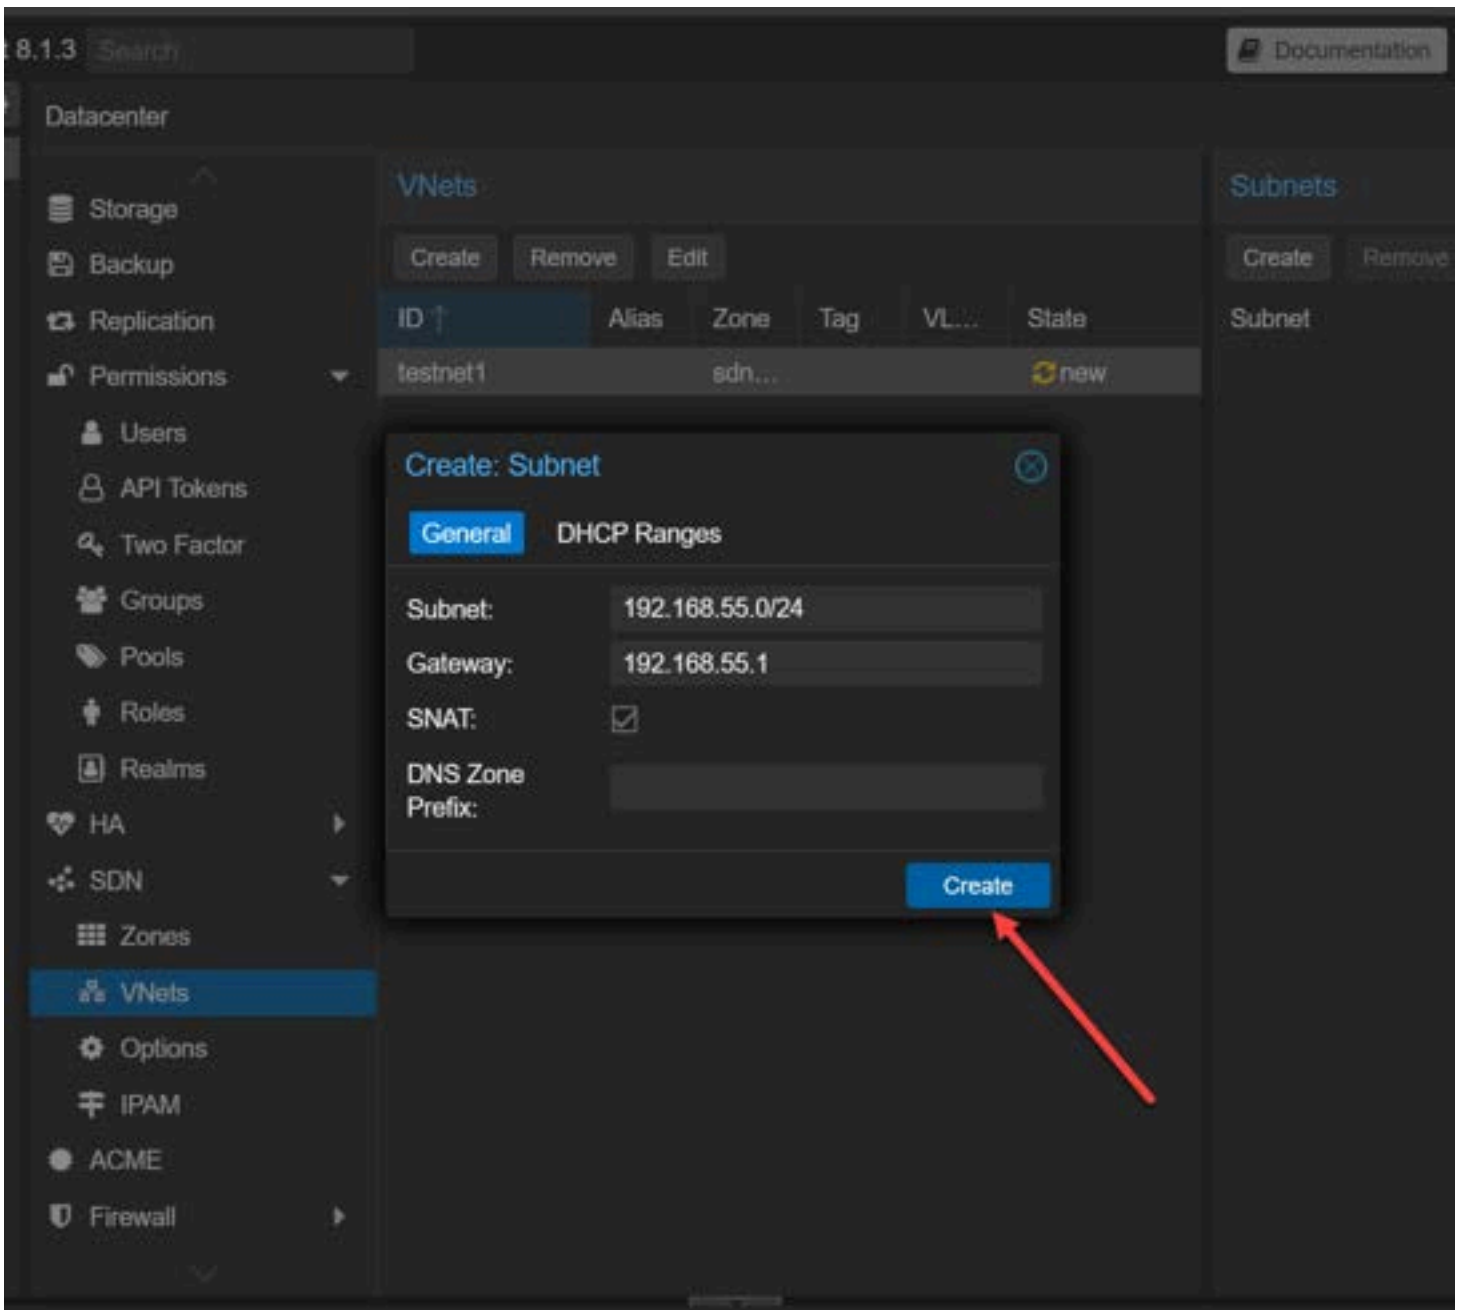 t 8.1.3 Search Documentation
Datacenter
Storage
Backup
Replication
Permissions
Users
API Tokens
Two Factor
Groups
Pools
Roles
Realms
HA
SDN
Zones
VNets
Options
IPAM
ACME
Firewall
VNets
Create Remove Edit
ID ↑ Alias Zone Tag VL... State
testnet1 sdn... new
Subnets
Create Remove
Subnet
Create: Subnet
General DHCP Ranges
Subnet: 192.168.55.0/24
Gateway: 192.168.55.1
SNAT:
DNS Zone
Prefix:
Create